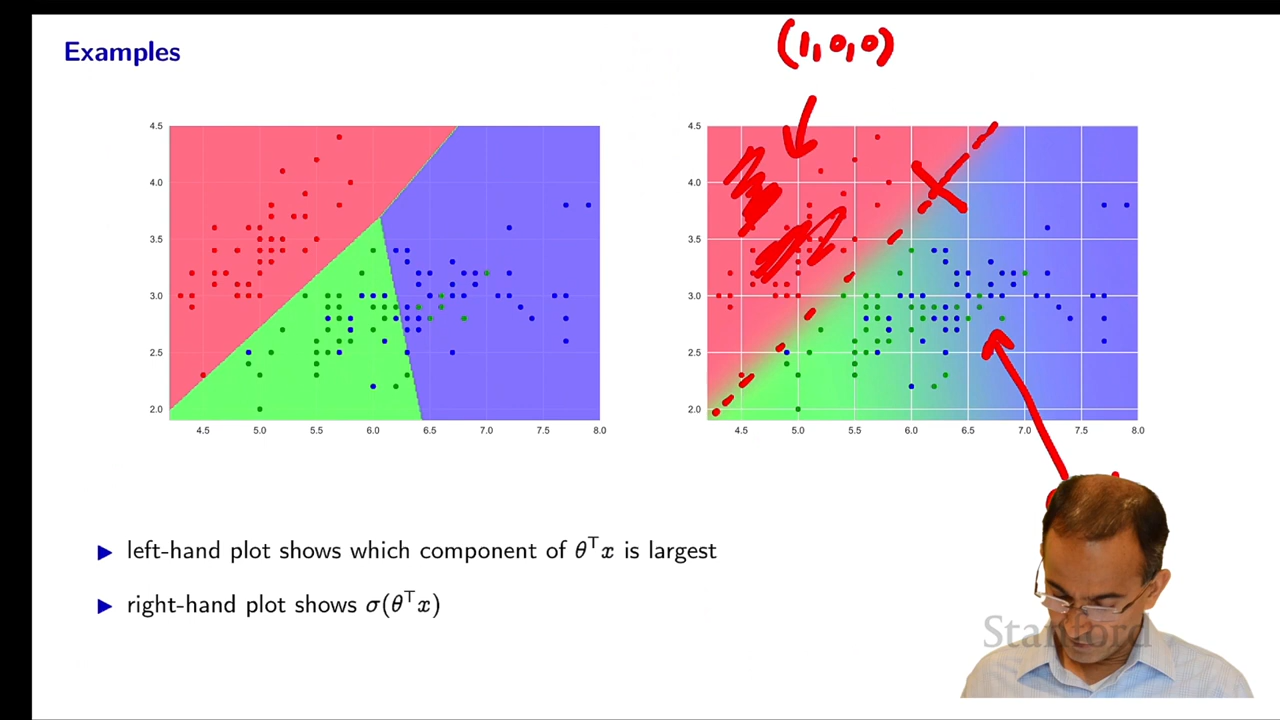 Examples
(1,0,0)
4.5
4.0
3.5
3.0
2.5
2.0
4.5 5.0 5.5 6.0 6.5 7.0 7.5 8.0
4.5
4.0
3.5
3.0
2.5
2.0
4.5 5.0 5.5 6.0 6.5 7.0 7.5 8.0
▶ left-hand plot shows which component of θᵀx is largest
▶ right-hand plot shows σ(θᵀx)
Stanford